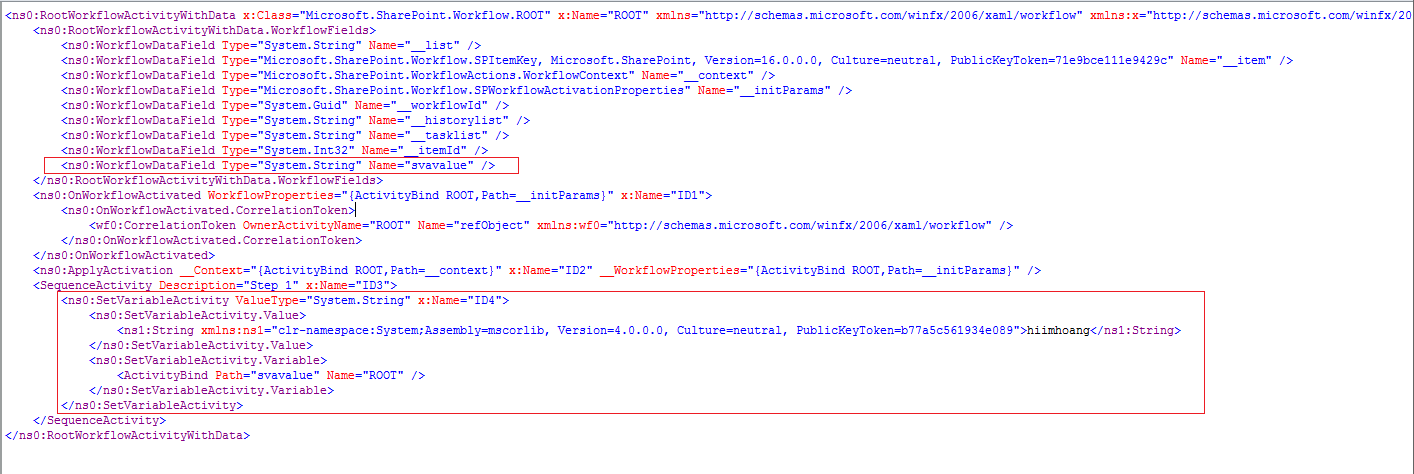 <ns0:RootWorkflowActivityWithData x:Class="Microsoft.SharePoint.Workflow.ROOT" x:Name="ROOT" xmlns="http://schemas.microsoft.com/winfx/2006/xaml/workflow" xmlns:x="http://schemas.microsoft.com/winfx/20
<ns0:RootWorkflowActivityWithData.WorkflowFields>
<ns0:WorkflowDataField Type="System.String" Name="__list" />
<ns0:WorkflowDataField Type="Microsoft.SharePoint.Workflow.SPItemKey, Microsoft.SharePoint, Version=16.0.0.0, Culture=neutral, PublicKeyToken=71e9bce111e9429c" Name="__item" />
<ns0:WorkflowDataField Type="Microsoft.SharePoint.WorkflowActions.WorkflowContext" Name="__context" />
<ns0:WorkflowDataField Type="Microsoft.SharePoint.Workflow.SPWorkflowActivationProperties" Name="__initParams" />
<ns0:WorkflowDataField Type="System.Guid" Name="__workflowId" />
<ns0:WorkflowDataField Type="System.String" Name="__historylist" />
<ns0:WorkflowDataField Type="System.String" Name="__tasklist" />
<ns0:WorkflowDataField Type="System.Int32" Name="__itemId" />
<ns0:WorkflowDataField Type="System.String" Name="svavalue" />
</ns0:RootWorkflowActivityWithData.WorkflowFields>
<ns0:OnWorkflowActivated WorkflowProperties="{ActivityBind ROOT,Path=__initParams}" x:Name="ID1">
<ns0:OnWorkflowActivated.CorrelationToken>
<wf0:CorrelationToken OwnerActivityName="ROOT" Name="refObject" xmlns:wf0="http://schemas.microsoft.com/winfx/2006/xaml/workflow" />
</ns0:OnWorkflowActivated.CorrelationToken>
</ns0:OnWorkflowActivated>
<ns0:ApplyActivation __Context="{ActivityBind ROOT,Path=__context}" x:Name="ID2" __WorkflowProperties="{ActivityBind ROOT,Path=__initParams}" />
<SequenceActivity Description="Step 1" x:Name="ID3">
<ns0:SetVariableActivity ValueType="System.String" x:Name="ID4">
<ns0:SetVariableActivity.Value>
<ns1:String xmlns:ns1="clr-namespace:System;Assembly=mscorlib, Version=4.0.0.0, Culture=neutral, PublicKeyToken=b77a5c561934e089">hiimhoang</ns1:String>
</ns0:SetVariableActivity.Value>
<ns0:SetVariableActivity.Variable>
<ActivityBind Path="svavalue" Name="ROOT" />
</ns0:SetVariableActivity.Variable>
</ns0:SetVariableActivity>
</SequenceActivity>
</ns0:RootWorkflowActivityWithData>